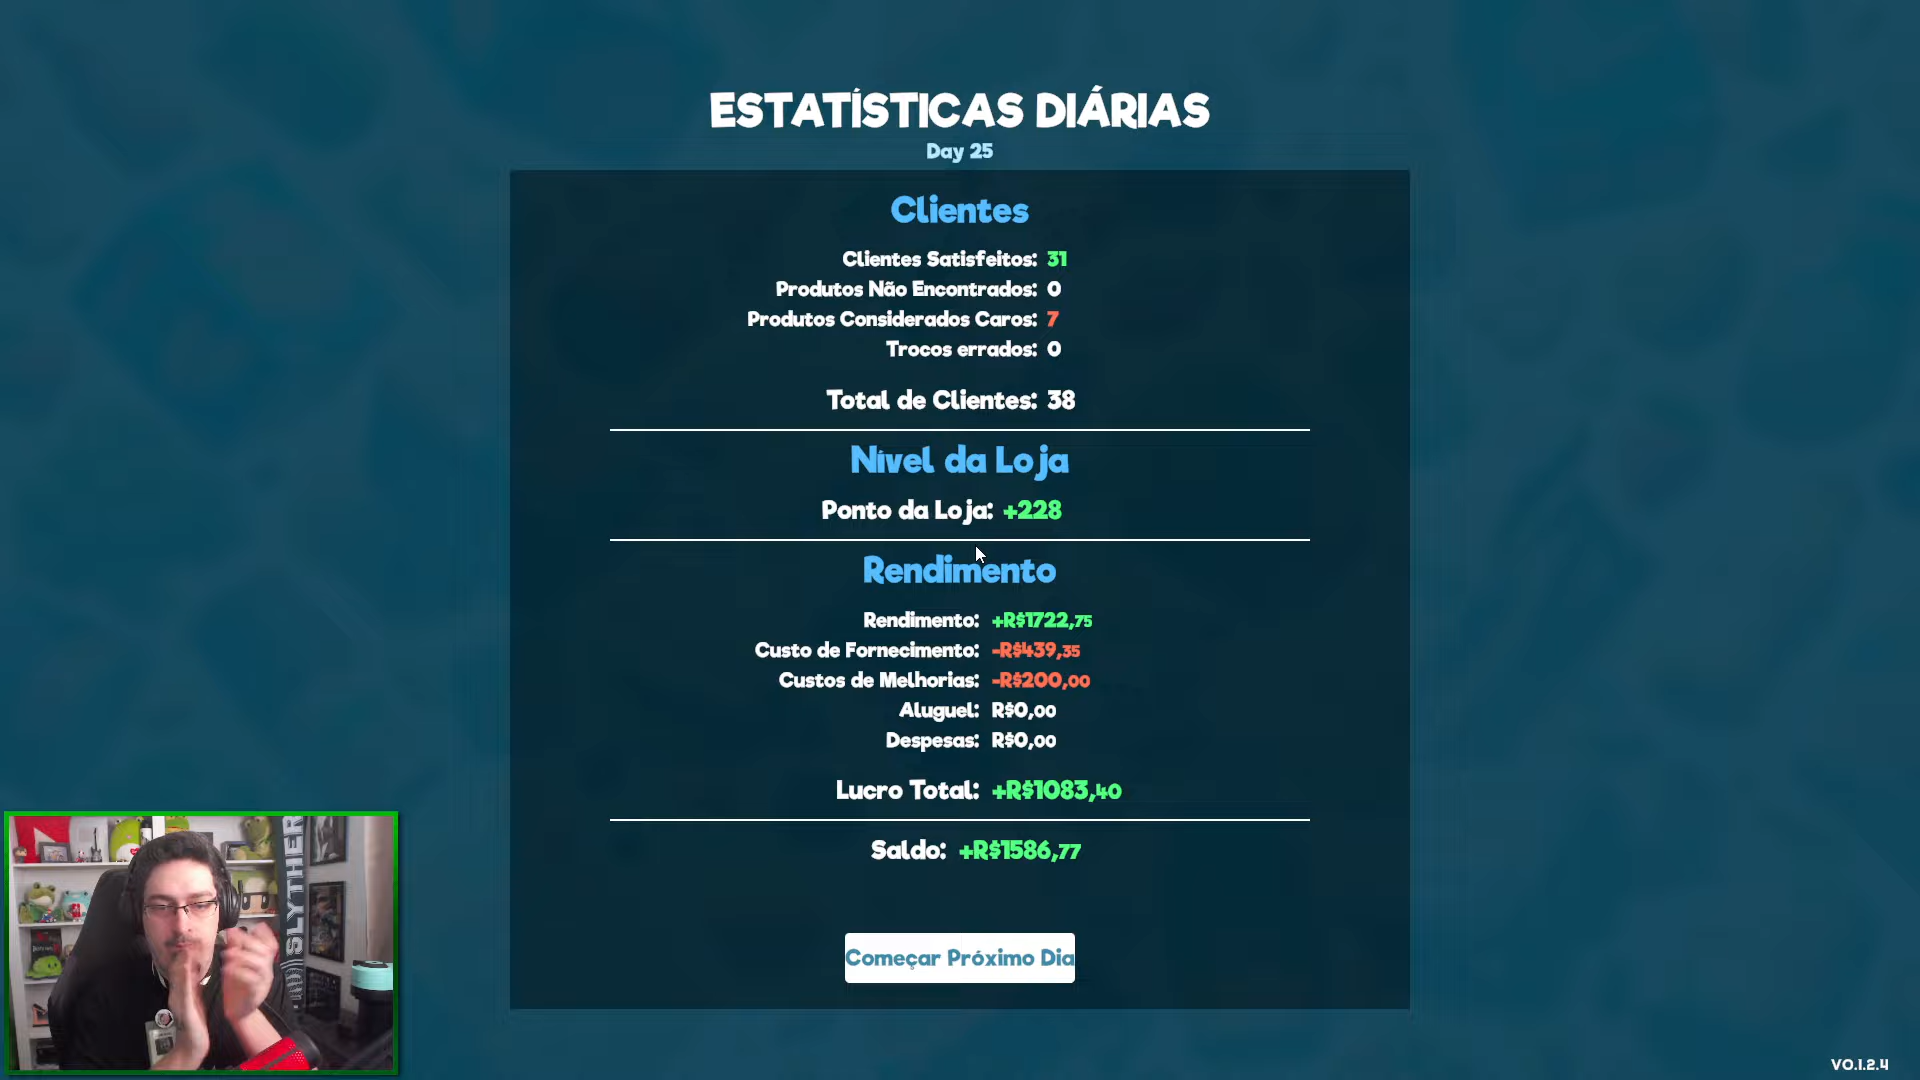 ESTATÍSTICAS DIÁRIAS
Day 25
Clientes
Clientes Satisfeitos: 31
Produtos Não Encontrados: 0
Produtos Considerados Caros: 7
Trocos errados: 0
Total de Clientes: 38
Nível da Loja
Ponto da Loja: +228
Rendimento
Rendimento: +R$1722,75
Custo de Fornecimento: -R$439,35
Custos de Melhorias: -R$200,00
Aluguel: R$0,00
Despesas: R$0,00
Lucro Total: +R$1083,40
Saldo: +R$1586,77
Começar Próximo Dia
SLYTHER
V0.1.2.4